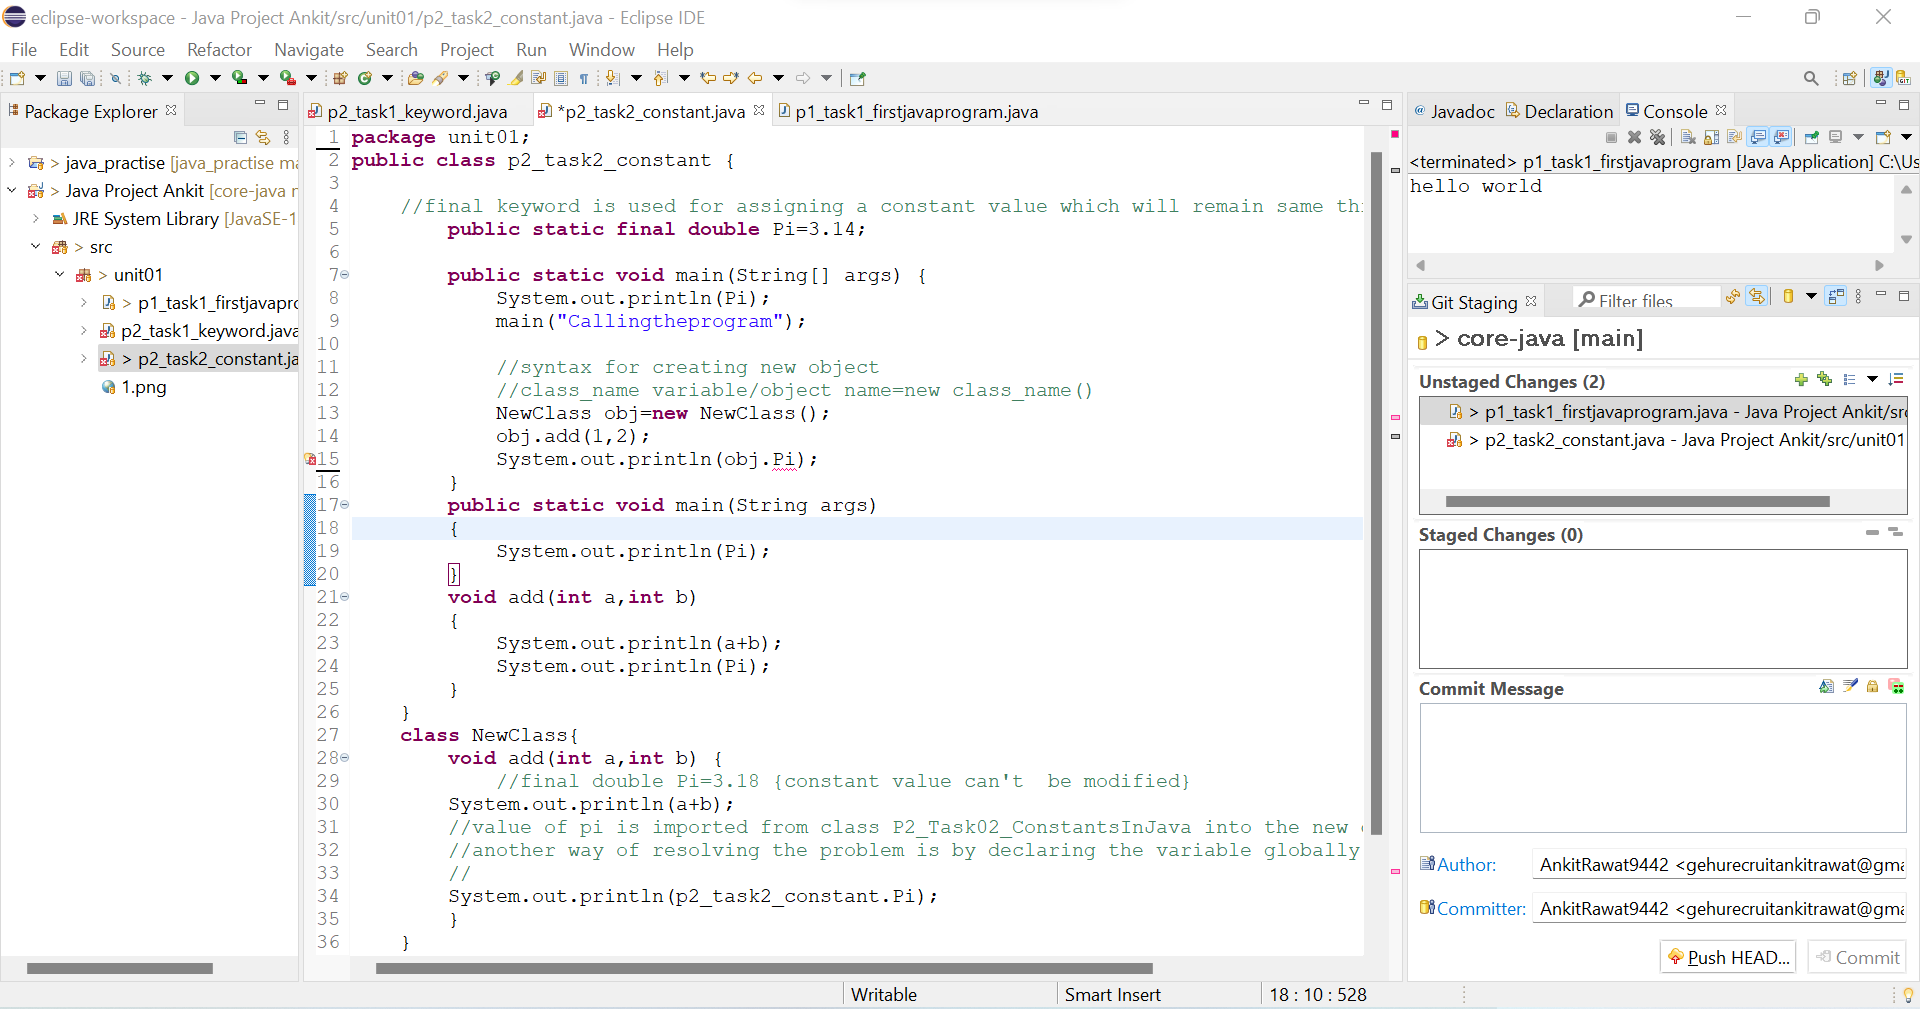 eclipse-workspace - Java Project Ankit/src/unit01/p2_task2_constant.java - Eclipse IDE
File Edit Source Refactor Navigate Search Project Run Window Help
Package Explorer
> java_practise [java_practise ma
> Java Project Ankit [core-java r
JRE System Library [JavaSE-1
> src
> unit01
> p1_task1_firstjavapro
p2_task1_keyword.java
> p2_task2_constant.ja
1.png
p2_task1_keyword.java *p2_task2_constant.java p1_task1_firstjavaprogram.java
1 package unit01;
2 public class p2_task2_constant {
3
4 //final keyword is used for assigning a constant value which will remain same th
5 public static final double Pi=3.14;
6
7 public static void main(String[] args) {
8 System.out.println(Pi);
9 main("Callingtheprogram");
10
11 //syntax for creating new object
12 //class_name variable/object name=new class_name()
13 NewClass obj=new NewClass();
14 obj.add(1,2);
15 System.out.println(obj.Pi);
16 }
17 public static void main(String args)
18 {
19 System.out.println(Pi);
20 }
21 void add(int a,int b)
22 {
23 System.out.println(a+b);
24 System.out.println(Pi);
25 }
26 }
27 class NewClass{
28 void add(int a,int b) {
29 //final double Pi=3.18 {constant value can't  be modified}
30 System.out.println(a+b);
31 //value of pi is imported from class P2_Task02_ConstantsInJava into the new
32 //another way of resolving the problem is by declaring the variable globally
33 //
34 System.out.println(p2_task2_constant.Pi);
35 }
36 }
Writable Smart Insert 18 : 10 : 528
@ Javadoc Declaration Console
<terminated> p1_task1_firstjavaprogram [Java Application] C:\Us
hello world
Git Staging Filter files
> core-java [main]
Unstaged Changes (2)
> p1_task1_firstjavaprogram.java - Java Project Ankit/sr
> p2_task2_constant.java - Java Project Ankit/src/unit01
Staged Changes (0)
Commit Message
Author: AnkitRawat9442 <gehurecruitankitrawat@gma
Committer: AnkitRawat9442 <gehurecruitankitrawat@gma
Push HEAD... Commit